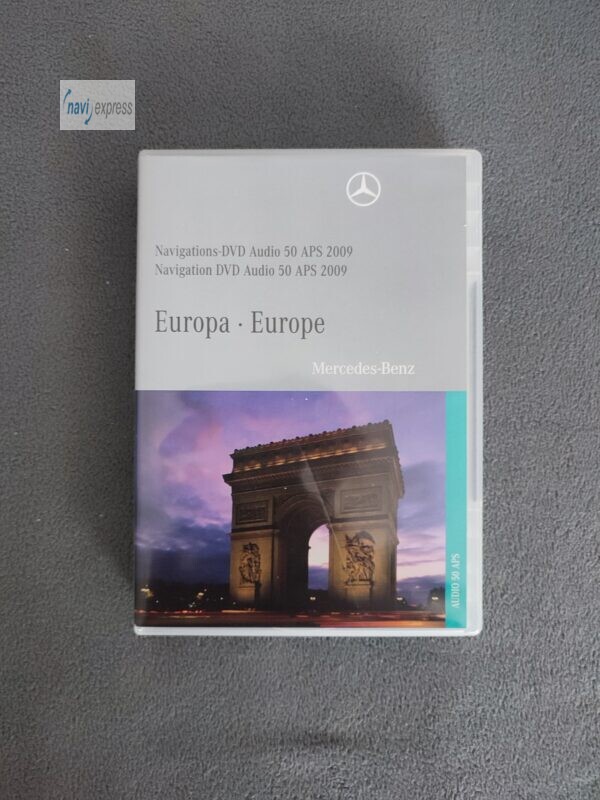 navi express
Navigations-DVD Audio 50 APS 2009
Navigation DVD Audio 50 APS 2009
Europa · Europe
Mercedes-Benz
AUDIO 50 APS